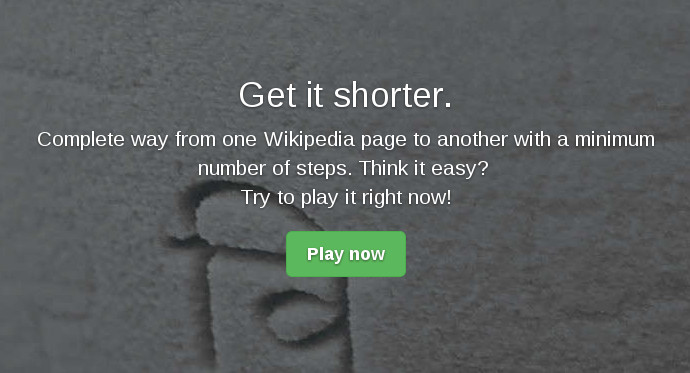 Get it shorter.
Complete way from one Wikipedia page to another with a minimum
number of steps. Think it easy?
Try to play it right now!
Play now
वि